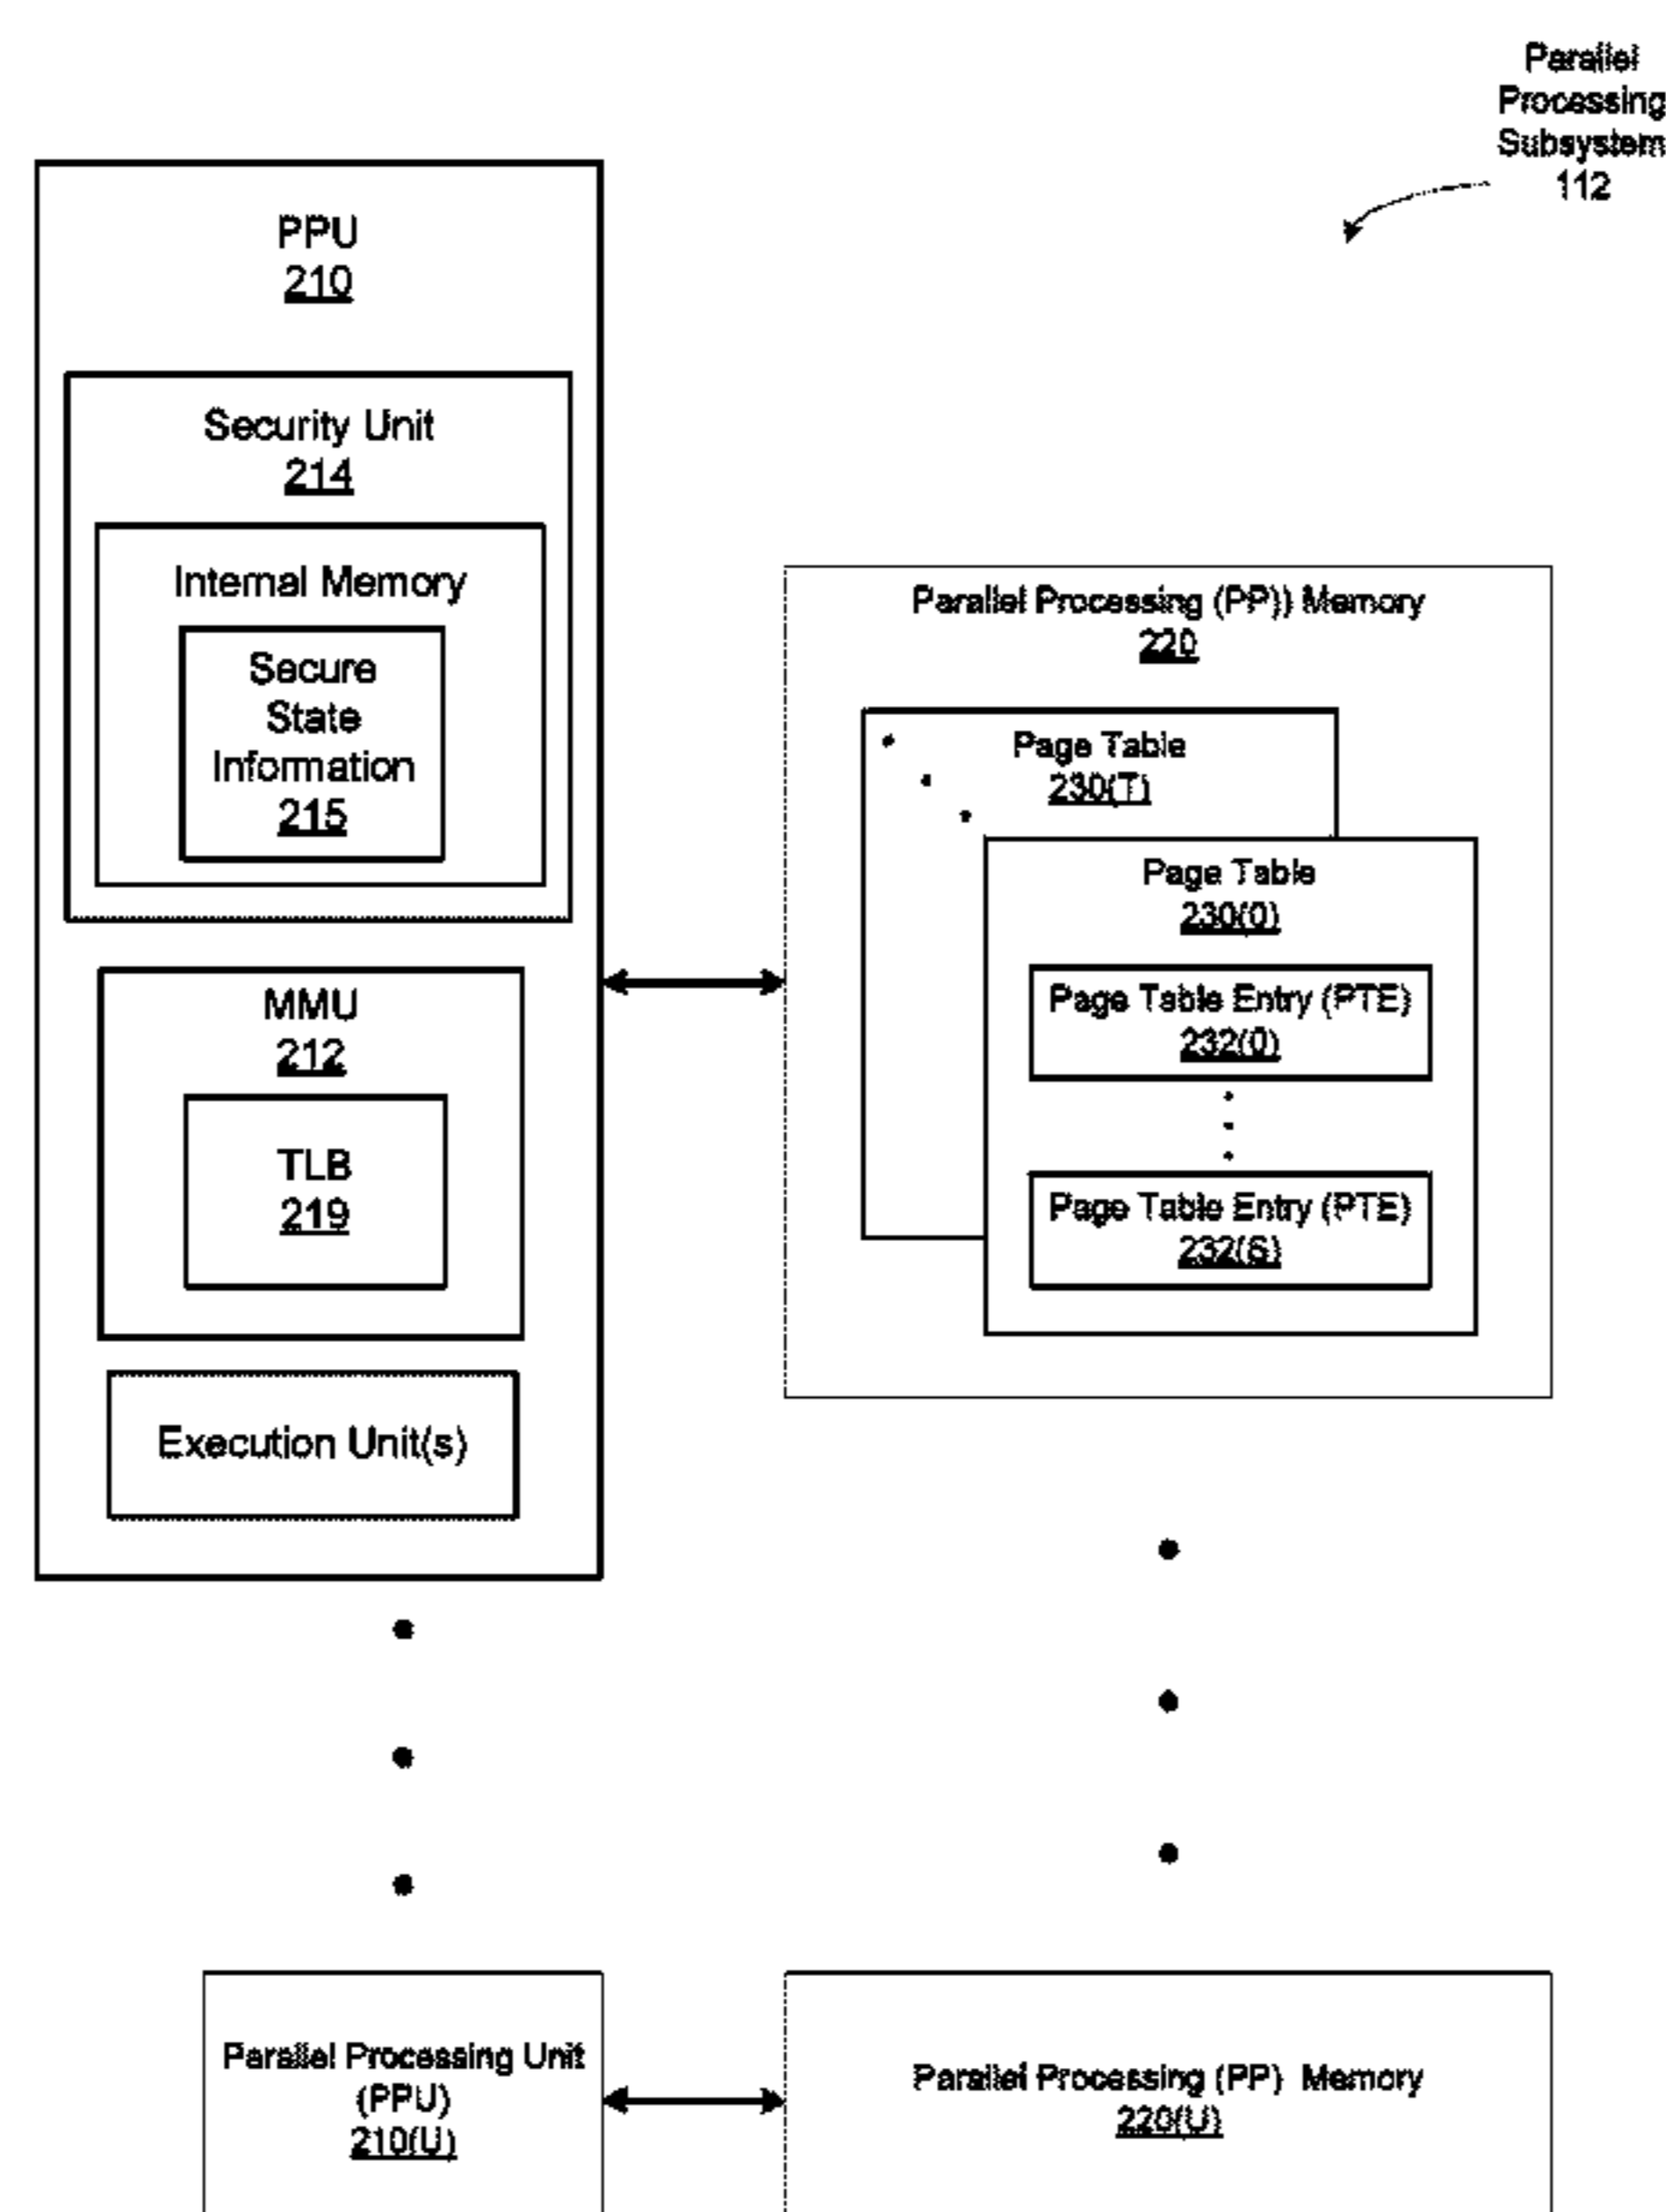 Parallel
Processing
Subsystem
112
PPU
210
Security Unit
214
Internal Memory
Secure
State
Information
215
MMU
212
TLB
219
Execution Unit(s)
Parallel Processing (PP)) Memory
220
Page Table
230(T)
Page Table
230(0)
Page Table Entry (PTE)
232(0)
Page Table Entry (PTE)
232(S)
Parallel Processing Unit
(PPU)
210(U)
Parallel Processing (PP) Memory
220(U)